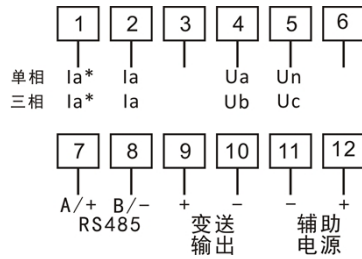 1 2 3 4 5 6
单相 Ia* Ia Ua Un
三相 Ia* Ia Ub Uc
7 8 9 10 11 12
A/+ B/- + - - +
RS485 变送 辅助
输出 电源